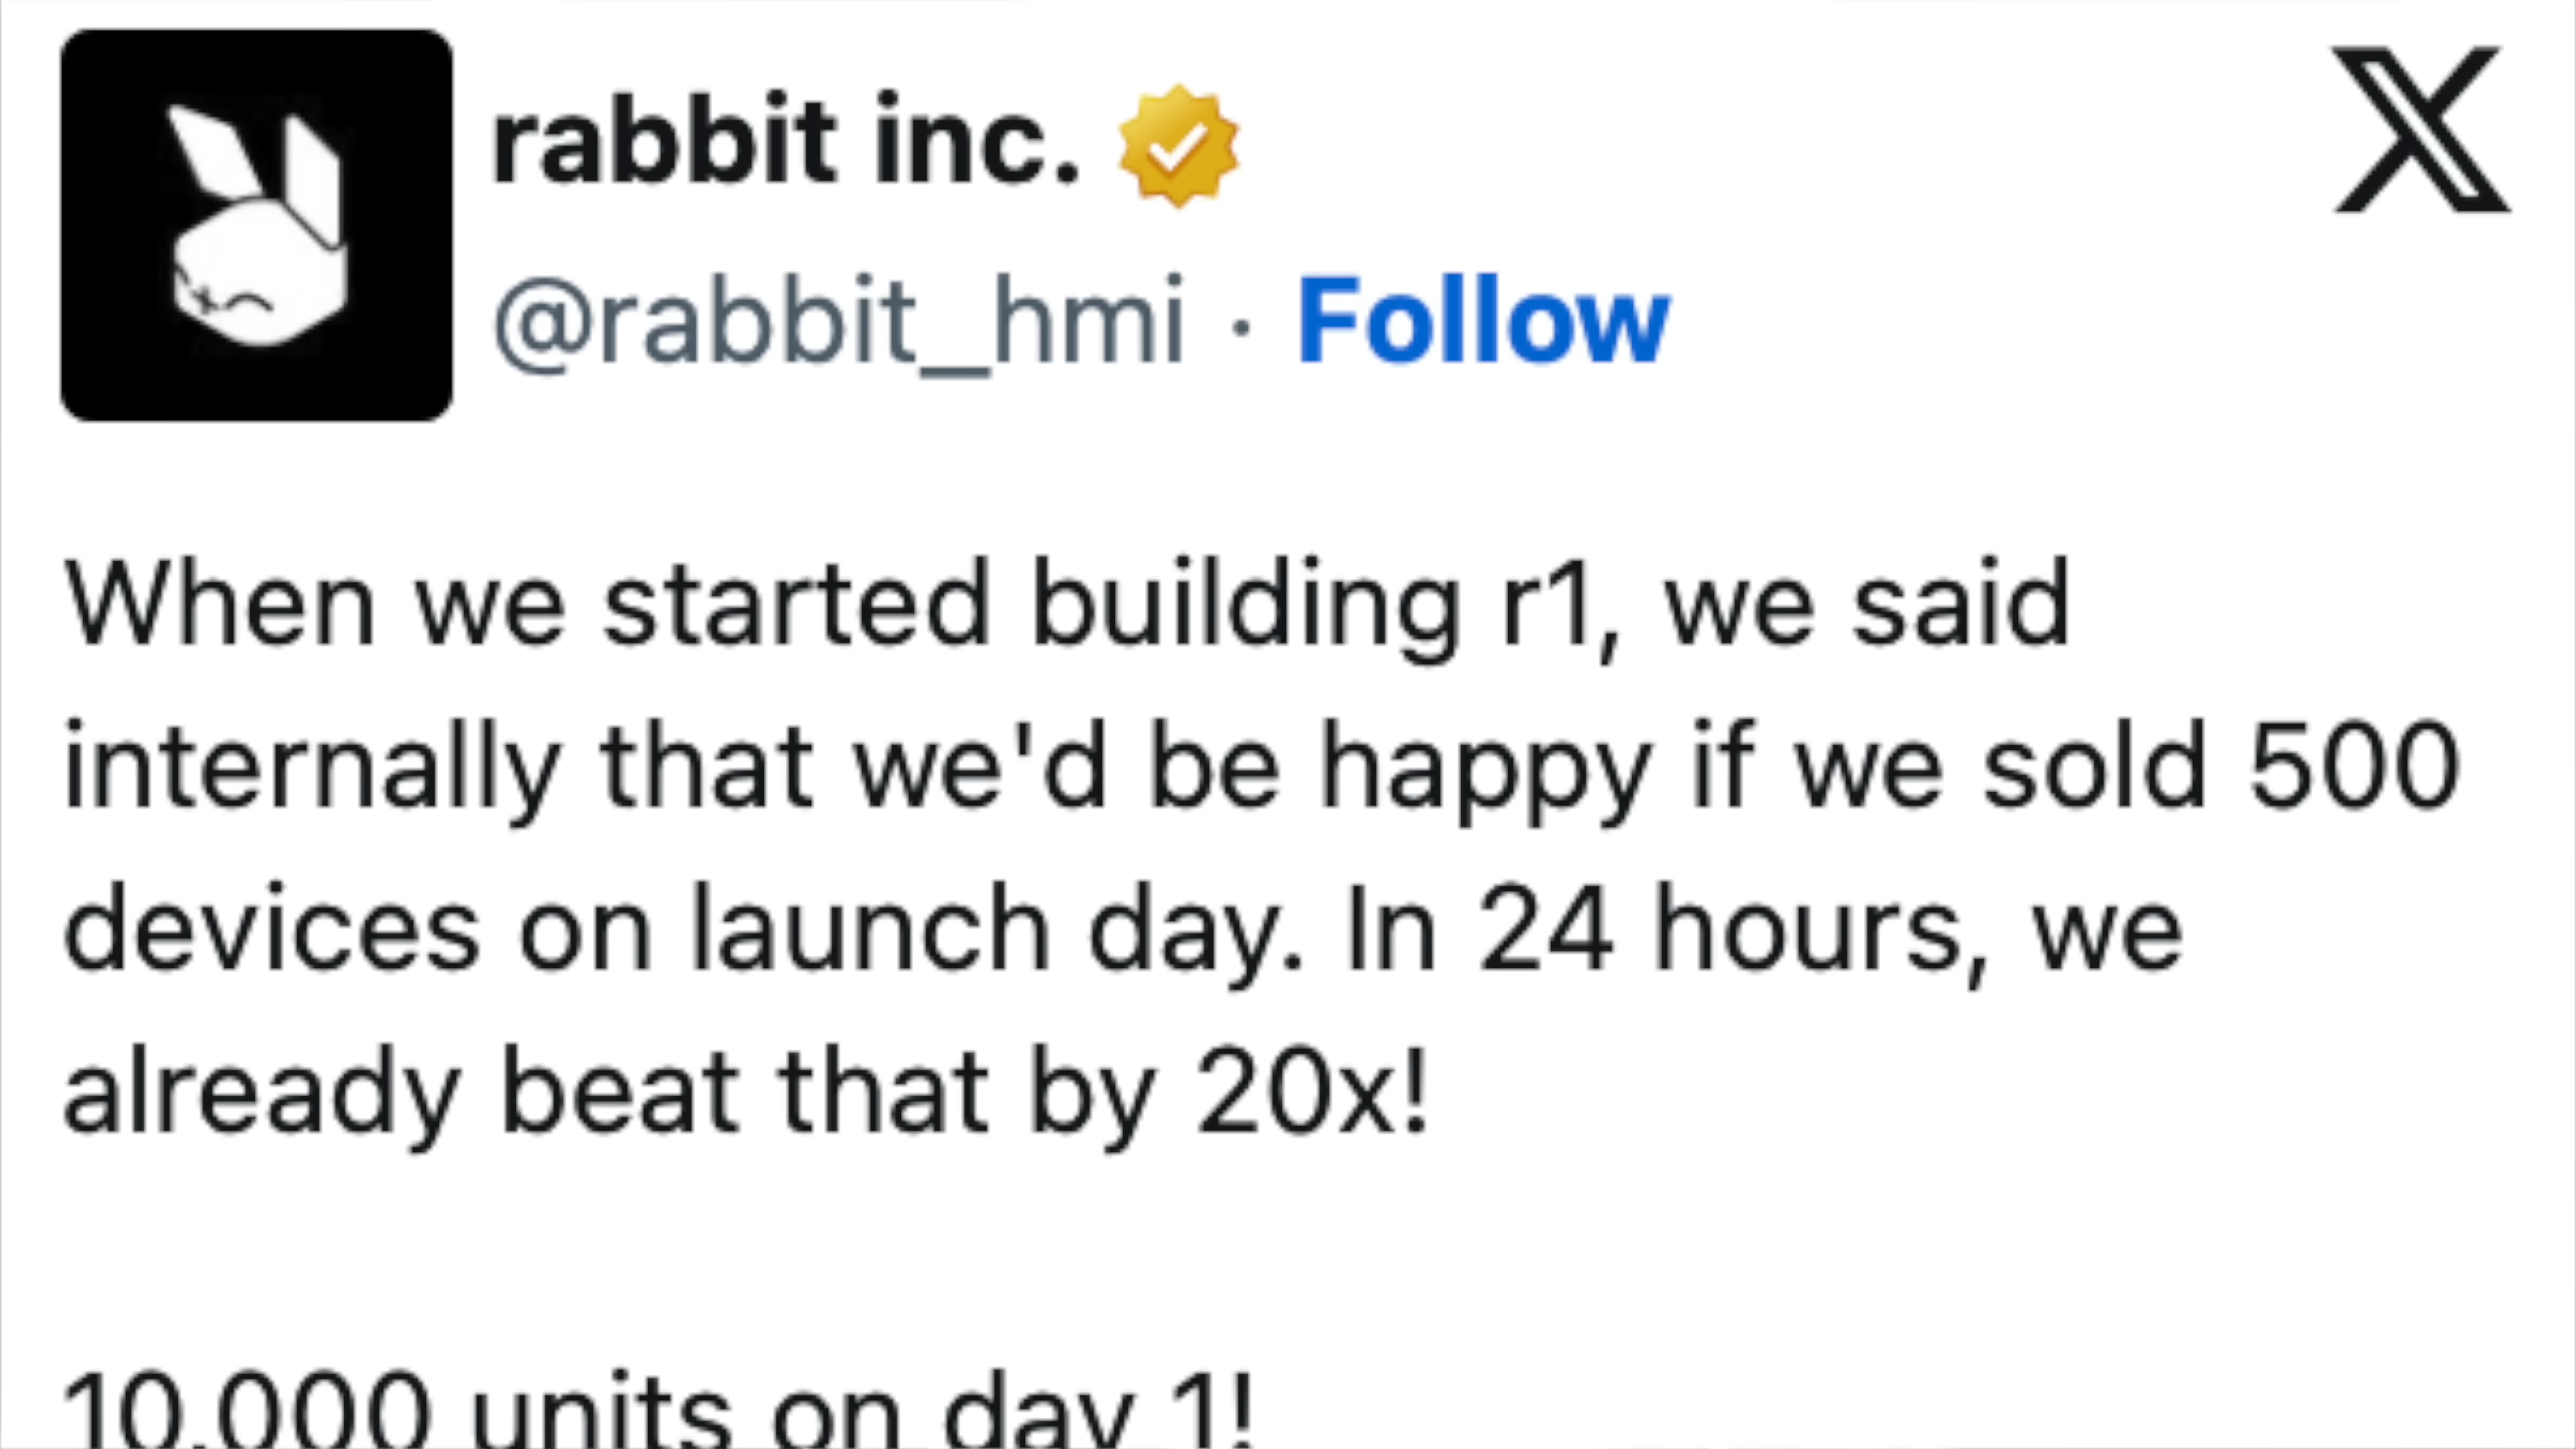 rabbit inc.
@rabbit_hmi · Follow
When we started building r1, we said
internally that we'd be happy if we sold 500
devices on launch day. In 24 hours, we
already beat that by 20x!
10,000 units on day 1!